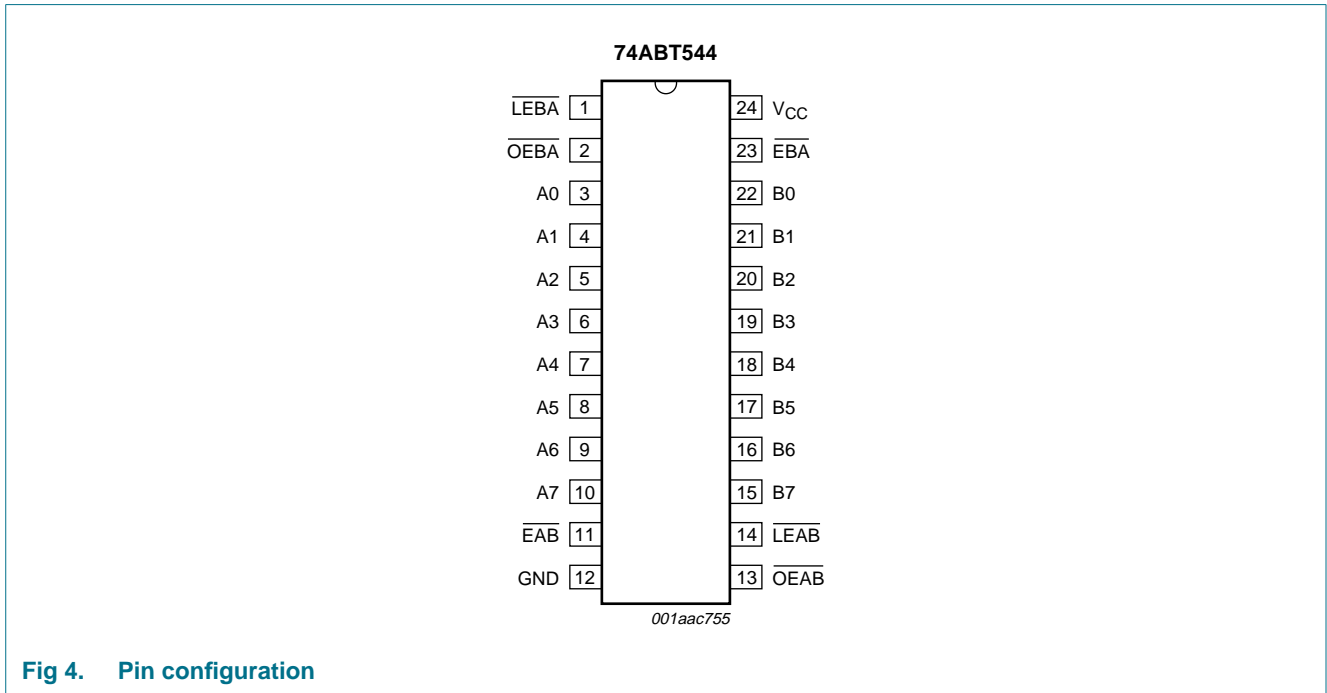 74ABT544
LEBA 1 24 VCC
OEBA 2 23 EBA
A0 3 22 B0
A1 4 21 B1
A2 5 20 B2
A3 6 19 B3
A4 7 18 B4
A5 8 17 B5
A6 9 16 B6
A7 10 15 B7
EAB 11 14 LEAB
GND 12 13 OEAB
001aac755
Fig 4. Pin configuration